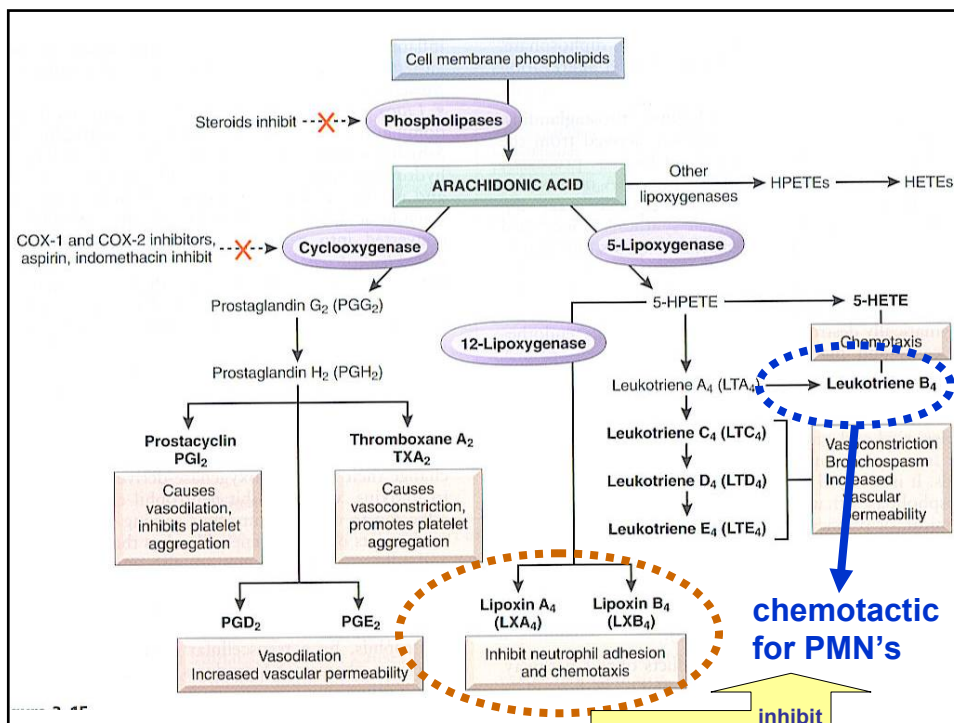 Cell membrane phospholipids
Steroids inhibit
Phospholipases
ARACHIDONIC ACID
Other
lipoxygenases
HPETEs
HETEs
COX-1 and COX-2 inhibitors,
aspirin, indomethacin inhibit
Cyclooxygenase
5-Lipoxygenase
Prostaglandin G₂ (PGG₂)
5-HPETE
5-HETE
12-Lipoxygenase
Chemotaxis
Prostaglandin H₂ (PGH₂)
Leukotriene A₄ (LTA₄)
Leukotriene B₄
Prostacyclin
PGI₂
Causes
vasodilation,
inhibits platelet
aggregation
Thromboxane A₂
TXA₂
Causes
vasoconstriction,
promotes platelet
aggregation
Leukotriene C₄ (LTC₄)
Leukotriene D₄ (LTD₄)
Leukotriene E₄ (LTE₄)
Vasoconstriction
Bronchospasm
Increased
vascular
permeability
PGD₂
PGE₂
Vasodilation
Increased vascular permeability
Lipoxin A₄
(LXA₄)
Lipoxin B₄
(LXB₄)
Inhibit neutrophil adhesion
and chemotaxis
chemotactic
for PMN's
inhibit